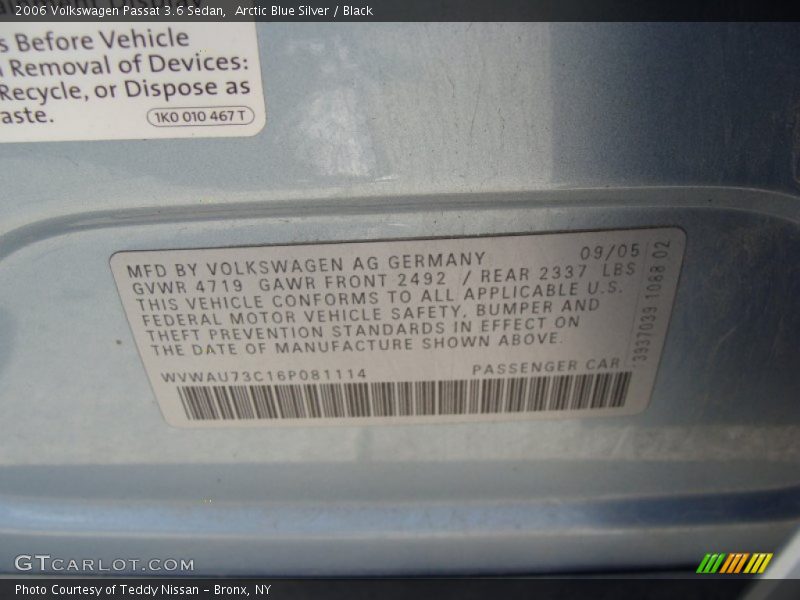 2006 Volkswagen Passat 3.6 Sedan,  Arctic Blue Silver / Black
s Before Vehicle
Removal of Devices:
Recycle, or Dispose as
aste.
1K0 010 467 T
MFD BY VOLKSWAGEN AG GERMANY 09/05
GVWR 4719 GAWR FRONT 2492 / REAR 2337 LBS
THIS VEHICLE CONFORMS TO ALL APPLICABLE U.S.
FEDERAL MOTOR VEHICLE SAFETY, BUMPER AND
THEFT PREVENTION STANDARDS IN EFFECT ON
THE DATE OF MANUFACTURE SHOWN ABOVE.
WVWAU73C16P081114 PASSENGER CAR
3937039 1088 02
GTCARLOT.COM
Photo Courtesy of Teddy Nissan – Bronx, NY